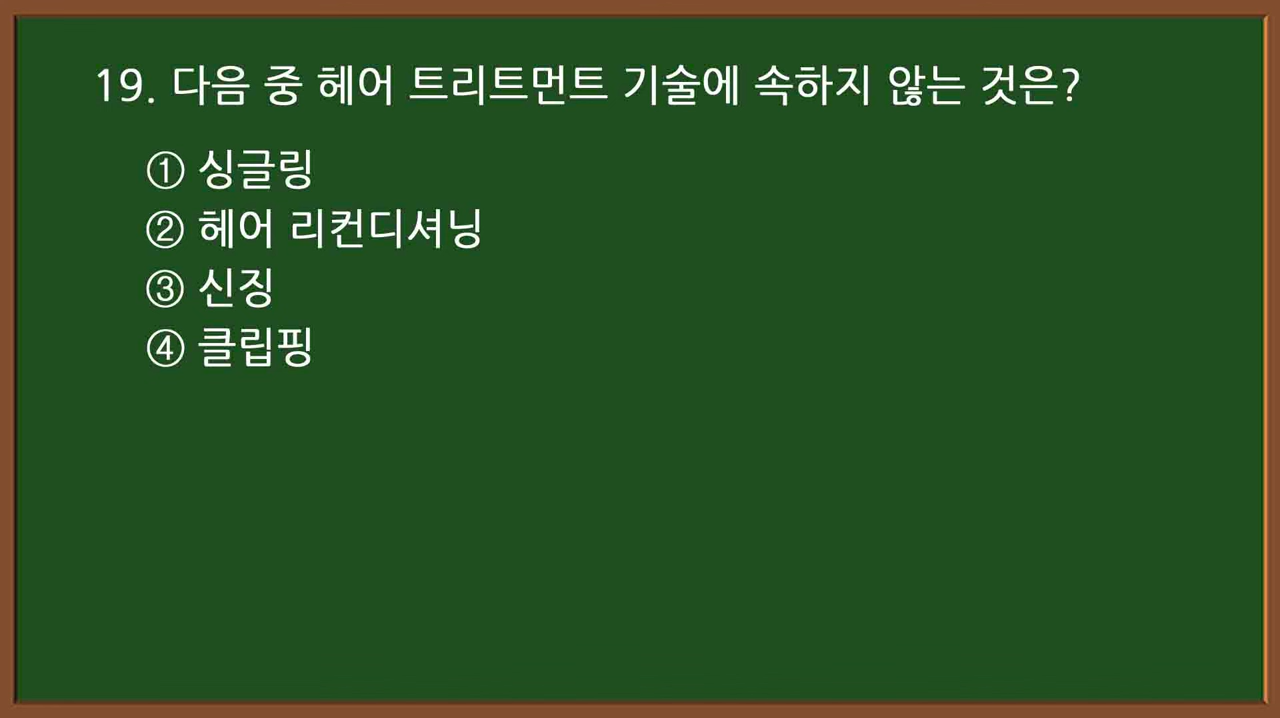 19. 다음 중 헤어 트리트먼트 기술에 속하지 않는 것은?
① 싱글링
② 헤어 리컨디셔닝
③ 신징
④ 클립핑